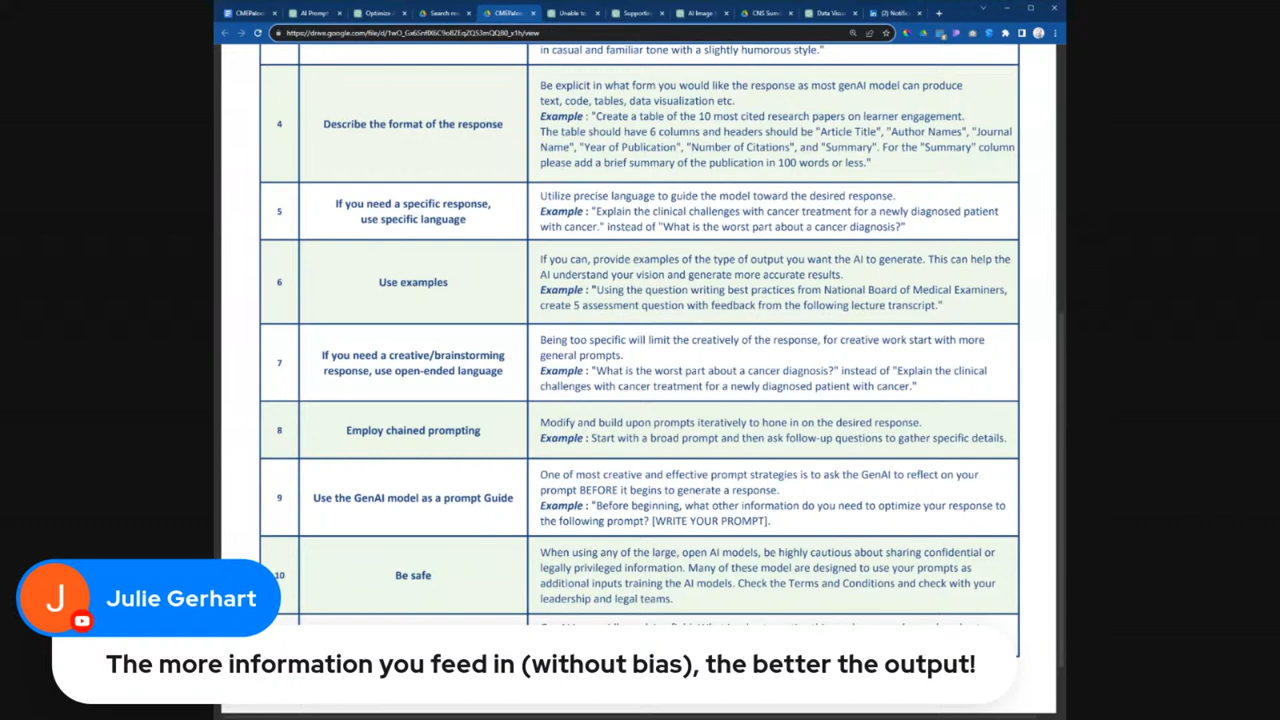 CMEPaloo
AI Prompt
Optimize
Search re
CMEPaloo
Unable to
Supporting
AI Image
CNS Summ
Data Visu
(2) Notific
in casual and familiar tone with a slightly humorous style."
4
Describe the format of the response
Be explicit in what form you would like the response as most genAI model can produce
text, code, tables, data visualization etc.
Example : "Create a table of the 10 most cited research papers on learner engagement.
The table should have 6 columns and headers should be "Article Title", "Author Names", "Journal
Name", "Year of Publication", "Number of Citations", and "Summary". For the "Summary" column
please add a brief summary of the publication in 100 words or less."
5
If you need a specific response,
use specific language
Utilize precise language to guide the model toward the desired response.
Example : "Explain the clinical challenges with cancer treatment for a newly diagnosed patient
with cancer." instead of "What is the worst part about a cancer diagnosis?"
6
Use examples
If you can, provide examples of the type of output you want the AI to generate. This can help the
AI understand your vision and generate more accurate results.
Example : "Using the question writing best practices from National Board of Medical Examiners,
create 5 assessment question with feedback from the following lecture transcript."
7
If you need a creative/brainstorming
response, use open-ended language
Being too specific will limit the creatively of the response, for creative work start with more
general prompts.
Example : "What is the worst part about a cancer diagnosis?" instead of "Explain the clinical
challenges with cancer treatment for a newly diagnosed patient with cancer."
8
Employ chained prompting
Modify and build upon prompts iteratively to hone in on the desired response.
Example : Start with a broad prompt and then ask follow-up questions to gather specific details.
9
Use the GenAI model as a prompt Guide
One of most creative and effective prompt strategies is to ask the GenAI to reflect on your
prompt BEFORE it begins to generate a response.
Example : "Before beginning, what other information do you need to optimize your response to
the following prompt? [WRITE YOUR PROMPT].
10
Be safe
When using any of the large, open AI models, be highly cautious about sharing confidential or
legally privileged information. Many of these model are designed to use your prompts as
additional inputs training the AI models. Check the Terms and Conditions and check with your
leadership and legal teams.
J
Julie Gerhart
The more information you feed in (without bias), the better the output!